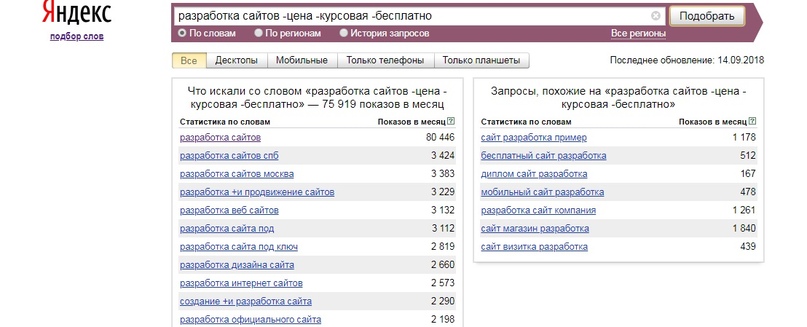 Яндекс
подбор слов
разработка сайтов -цена -курсовая -бесплатно
Подобрать
По словам По регионам История запросов Все регионы
Все Десктопы Мобильные Только телефоны Только планшеты
Последнее обновление: 14.09.2018
Что искали со словом «разработка сайтов -цена -
курсовая -бесплатно» — 75 919 показов в месяц
Статистика по словам Показов в месяц ?
разработка сайтов 80 446
разработка сайтов спб 3 424
разработка сайтов москва 3 383
разработка +и продвижение сайтов 3 229
разработка веб сайтов 3 132
разработка сайта под 3 112
разработка сайта под ключ 2 819
разработка дизайна сайта 2 660
разработка интернет сайтов 2 573
создание +и разработка сайта 2 290
разработка официального сайта 2 198
Запросы, похожие на «разработка сайтов -цена -
курсовая -бесплатно»
Статистика по словам Показов в месяц ?
сайт разработка пример 1 178
бесплатный сайт разработка 512
диплом сайт разработка 167
мобильный сайт разработка 478
разработка сайт компания 1 261
сайт магазин разработка 1 840
сайт визитка разработка 439